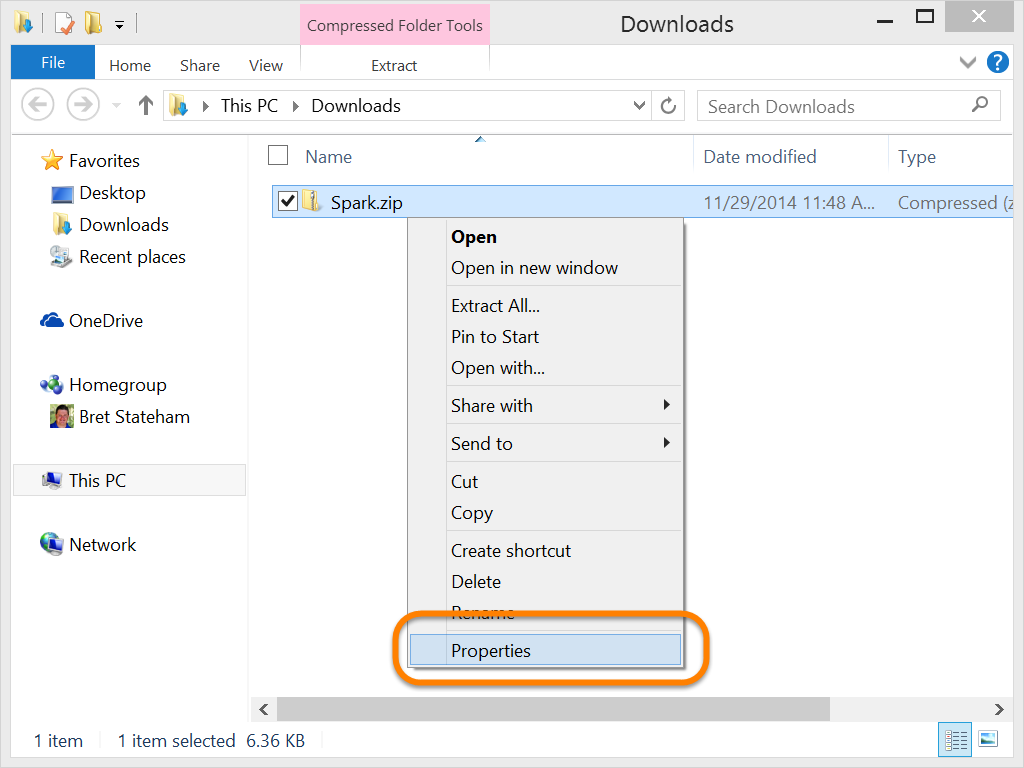 Compressed Folder Tools
Downloads
File
Home
Share
View
Extract
?
This PC
Downloads
Search Downloads
Name
Date modified
Type
Favorites
Desktop
Downloads
Recent places
OneDrive
Homegroup
Bret Stateham
This PC
Network
Spark.zip
11/29/2014 11:48 A...
Compressed (z
Open
Open in new window
Extract All...
Pin to Start
Open with...
Share with
Send to
Cut
Copy
Create shortcut
Delete
Rename
Properties
1 item
1 item selected 6.36 KB